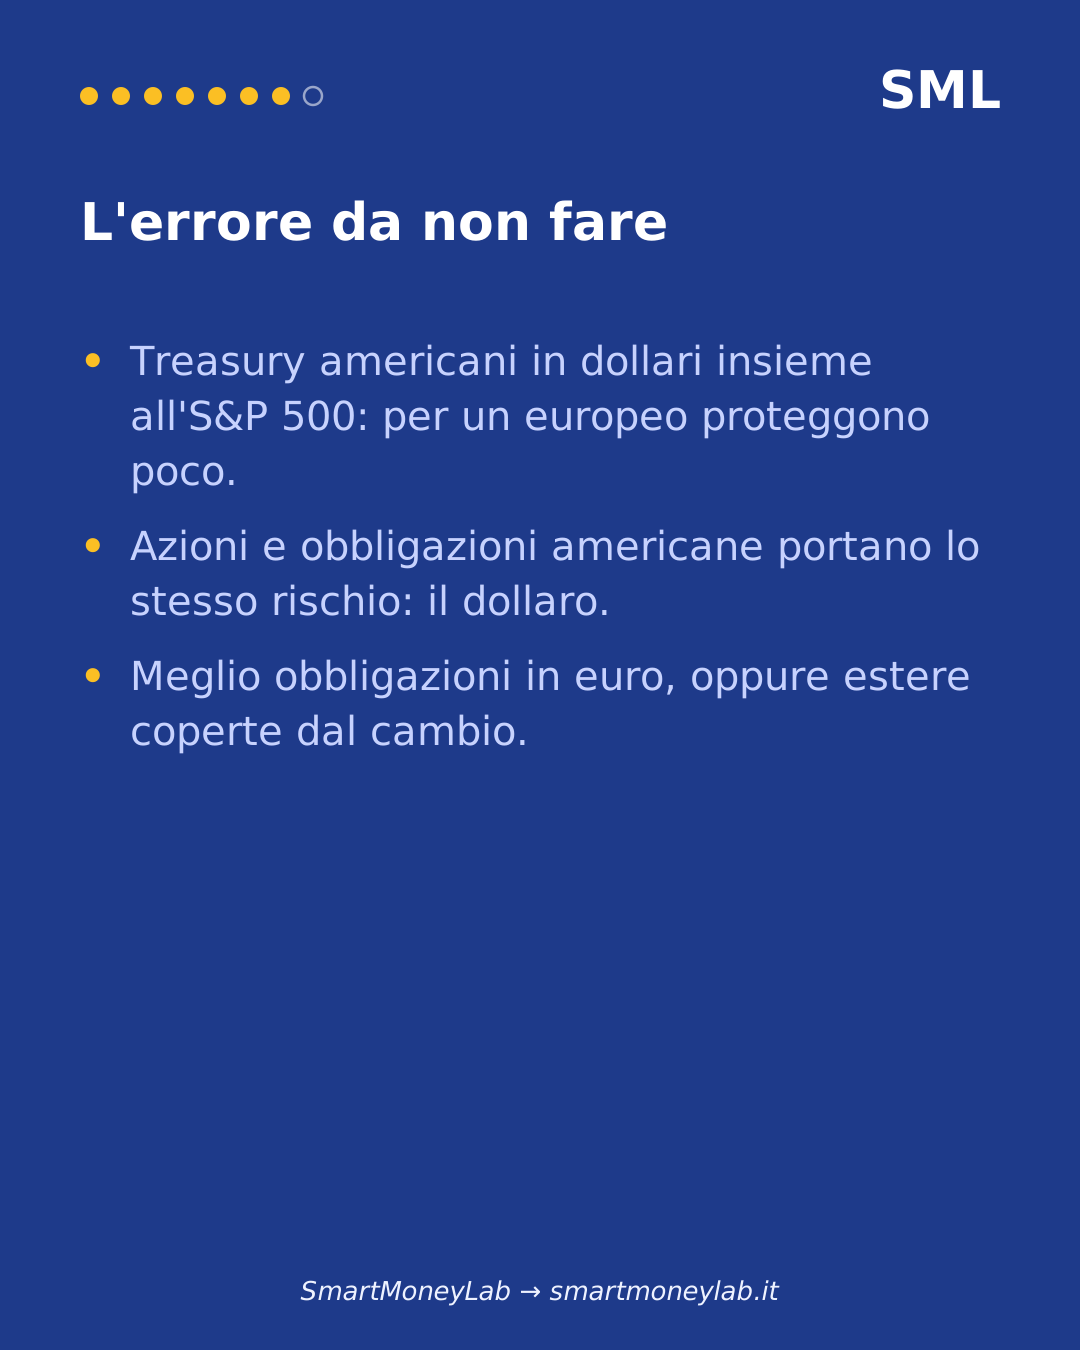 SML
L'errore da non fare
• Treasury americani in dollari insieme
all'S&P 500: per un europeo proteggono
poco.
• Azioni e obbligazioni americane portano lo
stesso rischio: il dollaro.
• Meglio obbligazioni in euro, oppure estere
coperte dal cambio.
SmartMoneyLab → smartmoneylab.it